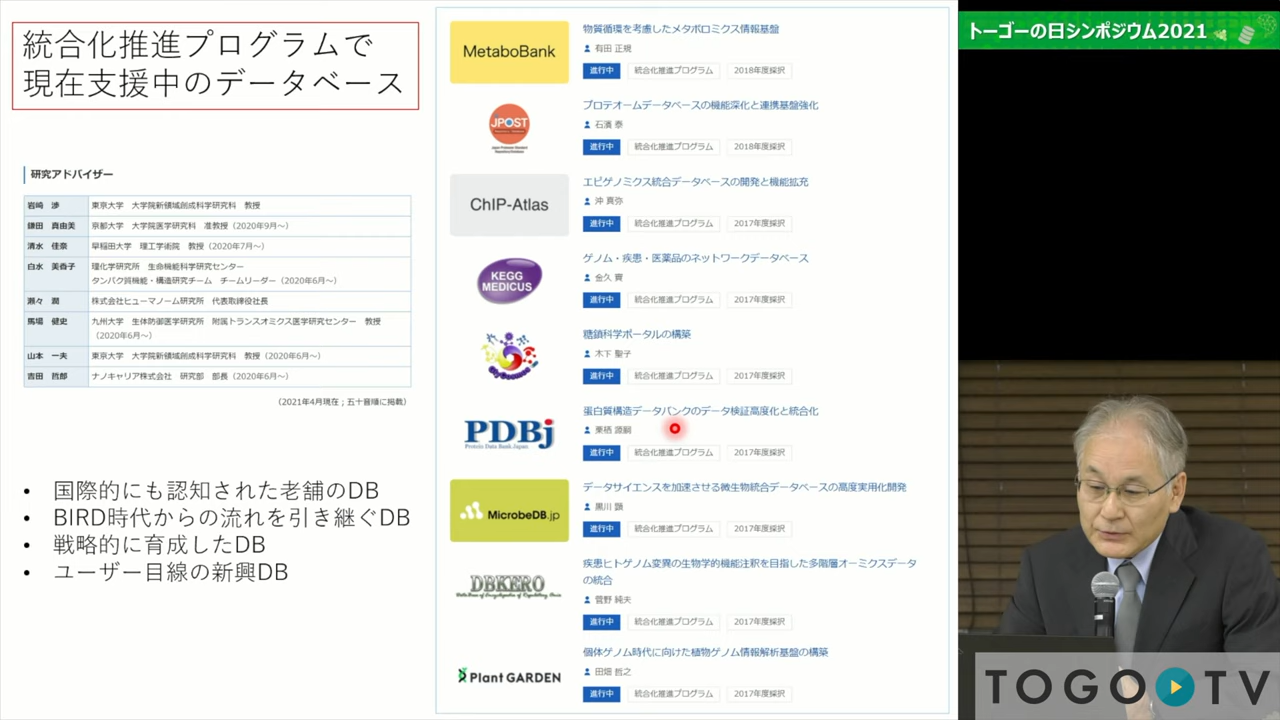 統合化推進プログラムで
現在支援中のデータベース
研究アドバイザー
岩崎 渉 東京大学 大学院新領域創成科学研究科 教授
鎌田 真由美 京都大学 大学院医学研究科 准教授（2020年9月～）
清水 佳奈 早稲田大学 理工学術院 教授（2020年7月～）
白水 美香子 理化学研究所 生命機能科学研究センター
タンパク質機能・構造研究チーム チームリーダー（2020年6月～）
瀬々 潤 株式会社ヒューマノーム研究所 代表取締役社長
馬場 健史 九州大学 生体防御医学研究所 附属トランスオミクス医学研究センター 教授
（2020年6月～）
山本 一夫 東京大学 大学院新領域創成科学研究科 教授（2020年6月～）
吉田 哲郎 ナノキャリア株式会社 研究部 部長（2020年6月～）
（2021年4月現在；五十音順に掲載）
• 国際的にも認知された老舗のDB
• BIRD時代からの流れを引き継ぐDB
• 戦略的に育成したDB
• ユーザー目線の新興DB
MetaboBank
物質循環を考慮したメタボロミクス情報基盤
有田 正規
進行中 統合化推進プログラム 2018年度採択
JPOST
プロテオームデータベースの機能深化と連携基盤強化
石濱 泰
進行中 統合化推進プログラム 2018年度採択
ChIP-Atlas
エピゲノミクス統合データベースの開発と機能拡充
沖 真弥
進行中 統合化推進プログラム 2017年度採択
KEGG
MEDICUS
ゲノム・疾患・医薬品のネットワークデータベース
金久 實
進行中 統合化推進プログラム 2017年度採択
GlyCosmos
糖鎖科学ポータルの構築
木下 聖子
進行中 統合化推進プログラム 2017年度採択
PDBj
Protein Data Bank Japan
蛋白質構造データバンクのデータ検証高度化と統合化
栗栖 源嗣
進行中 統合化推進プログラム 2017年度採択
MicrobeDB.jp
データサイエンスを加速させる微生物統合データベースの高度実用化開発
黒川 顕
進行中 統合化推進プログラム 2017年度採択
DBKERO
疾患ヒトゲノム変異の生物学的機能注釈を目指した多階層オーミクスデータ
の統合
菅野 純夫
進行中 統合化推進プログラム 2017年度採択
Plant GARDEN
個体ゲノム時代に向けた植物ゲノム情報解析基盤の構築
田畑 哲之
進行中 統合化推進プログラム 2017年度採択
トーゴーの日シンポジウム2021
TOGO TV